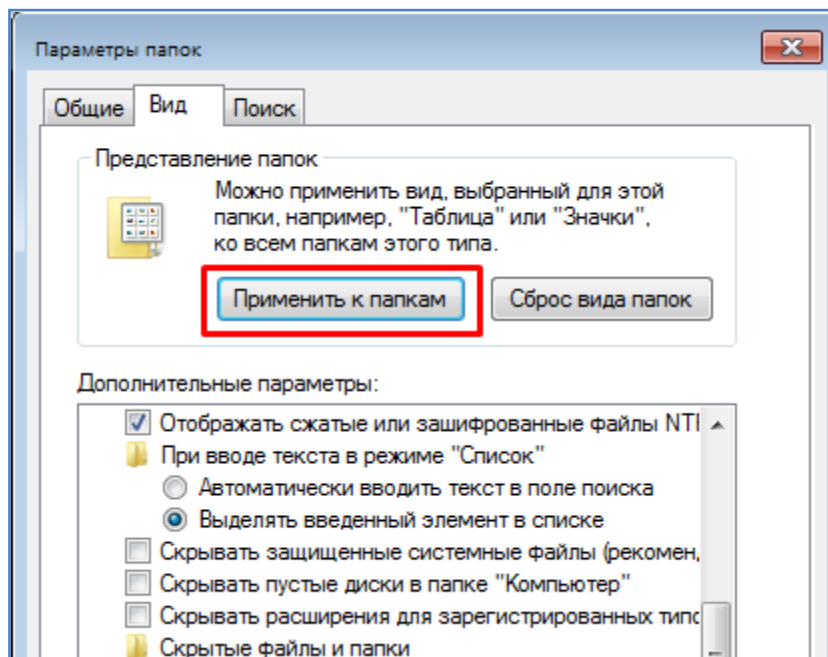 Параметры папок
Общие Вид Поиск
Представление папок
Можно применить вид, выбранный для этой
папки, например, "Таблица" или "Значки",
ко всем папкам этого типа.
Применить к папкам Сброс вида папок
Дополнительные параметры:
Отображать сжатые или зашифрованные файлы NTI
При вводе текста в режиме "Список"
Автоматически вводить текст в поле поиска
Выделять введенный элемент в списке
Скрывать защищенные системные файлы (рекомен,
Скрывать пустые диски в папке "Компьютер"
Скрывать расширения для зарегистрированных типо
Скрытые файлы и папки